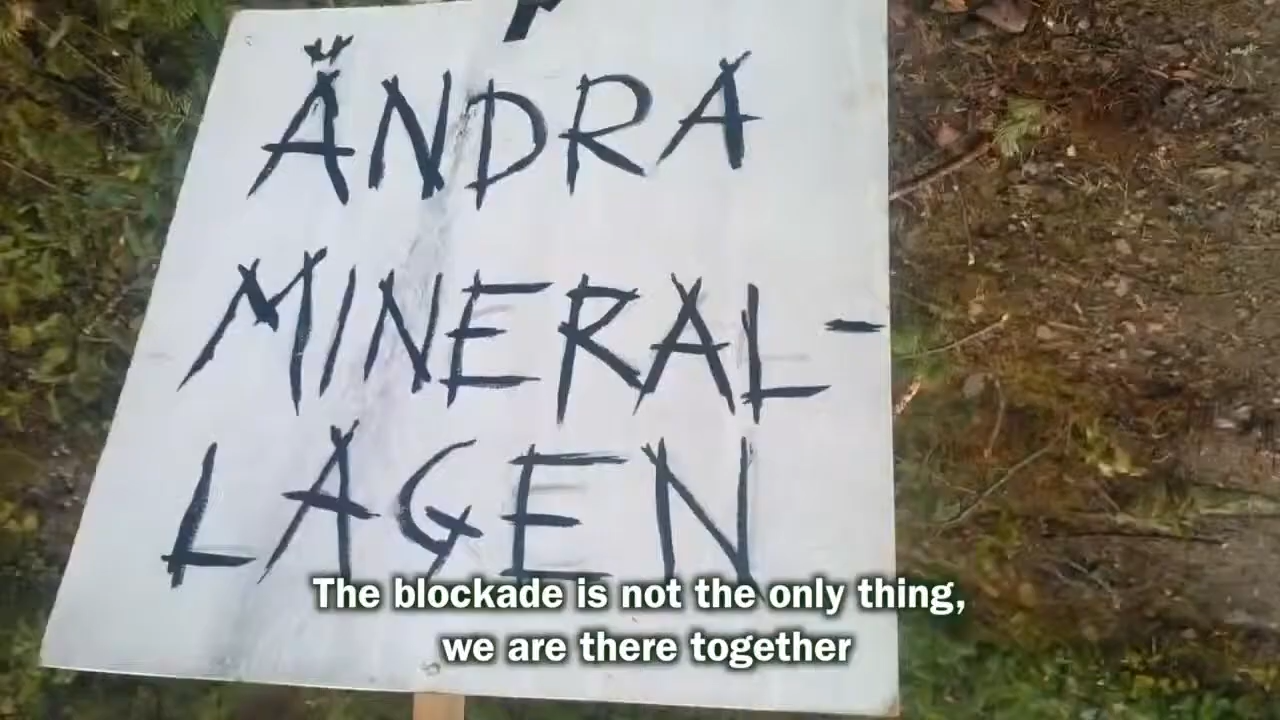 ÄNDRA
MINERAL-
LAGEN
The blockade is not the only thing,
we are there together